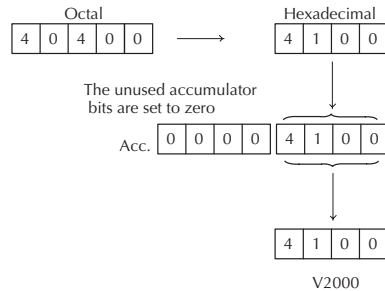 Octal
Hexadecimal
4 0 4 0 0
4 1 0 0
The unused accumulator
bits are set to zero
Acc. 0 0 0 0 4 1 0 0
4 1 0 0
V2000